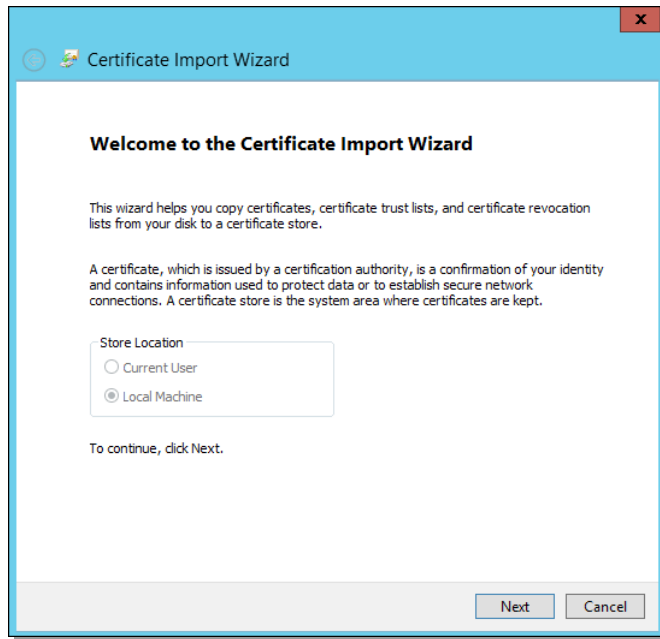 x
Certificate Import Wizard
Welcome to the Certificate Import Wizard
This wizard helps you copy certificates, certificate trust lists, and certificate revocation
lists from your disk to a certificate store.
A certificate, which is issued by a certification authority, is a confirmation of your identity
and contains information used to protect data or to establish secure network
connections. A certificate store is the system area where certificates are kept.
Store Location
Current User
Local Machine
To continue, click Next.
Next Cancel